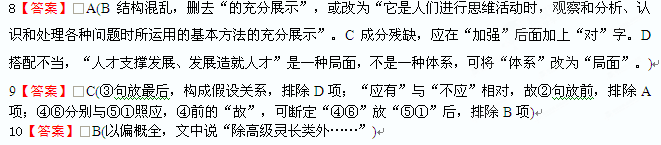 8【答案】□A(B 结构混乱，删去“的充分展示”，或改为“它是人们进行思维活动时，观察和分析、认
识和处理各种问题时所运用的基本方法的充分展示”。C 成分残缺，应在“加强”后面加上“对”字。D
搭配不当，“人才支撑发展、发展造就人才”是一种局面，不是一种体系，可将“体系”改为“局面”。)
9【答案】□C(③句放最后，构成假设关系，排除 D 项；“应有”与“不应”相对，故②句放前，排除 A
项；④⑥分别与⑤①照应，④前的“故”，可断定“④⑥”放“⑤①”后，排除 B 项)
10【答案】□B(以偏概全，文中说“除高级灵长类外……”)